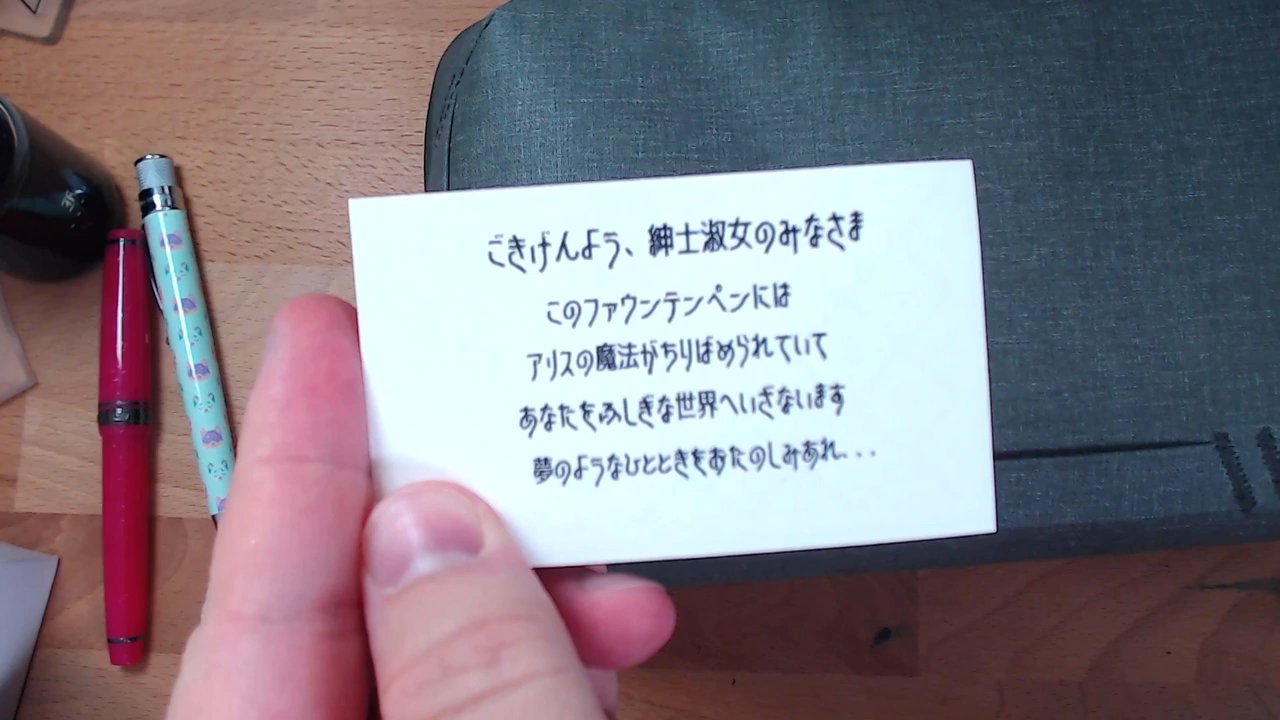 ごきげんよう、紳士淑女のみなさま
このファウンテンペンには
アリスの魔法がちりばめられていて
あなたをふしぎな世界へいざないます
夢のようなひとときをおたのしみあれ...